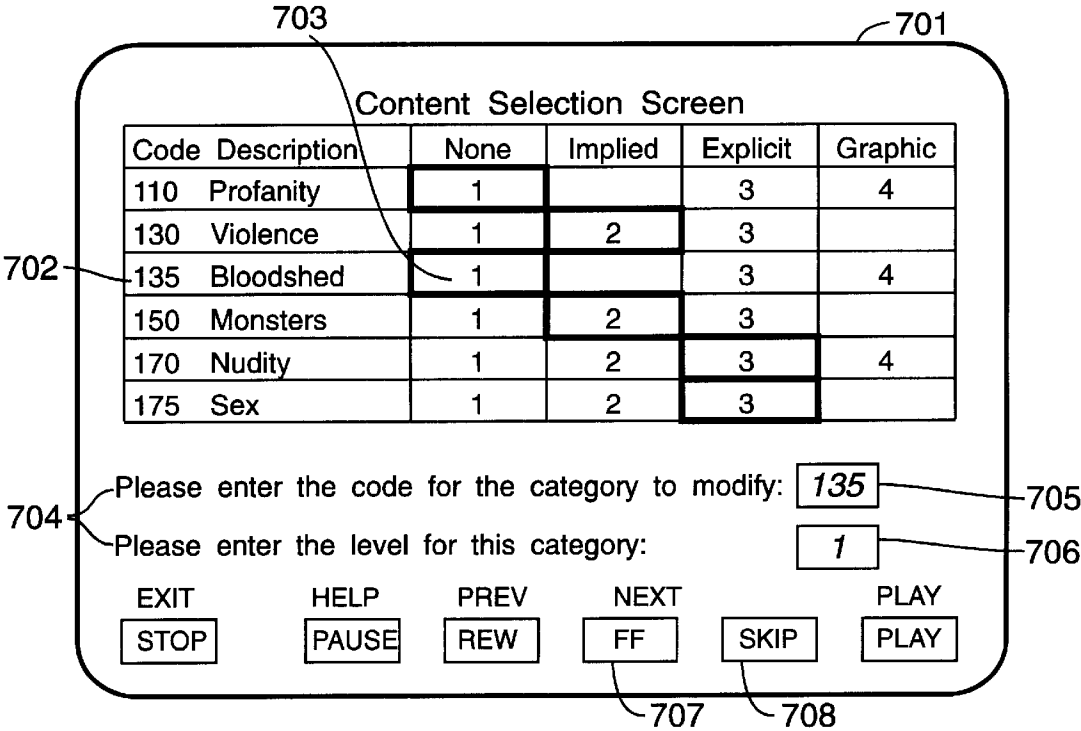 703
701
Content Selection Screen
Code Description None Implied Explicit Graphic
110 Profanity 1 3 4
130 Violence 1 2 3
702 135 Bloodshed 1 3 4
150 Monsters 1 2 3
170 Nudity 1 2 3 4
175 Sex 1 2 3
Please enter the code for the category to modify: 135
705
704
Please enter the level for this category: 1
706
EXIT HELP PREV NEXT PLAY
STOP PAUSE REW FF SKIP PLAY
707 708